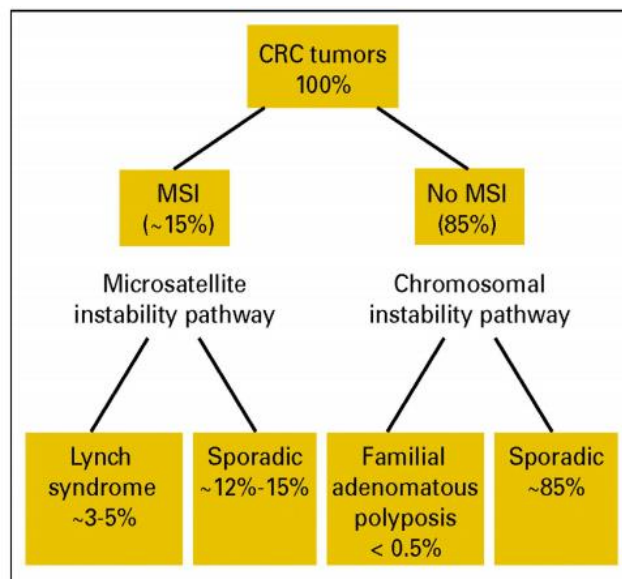 CRC tumors
100%
MSI
(~15%)
No MSI
(85%)
Microsatellite
instability pathway
Chromosomal
instability pathway
Lynch
syndrome
~3-5%
Sporadic
~12%-15%
Familial
adenomatous
polyposis
< 0.5%
Sporadic
~85%